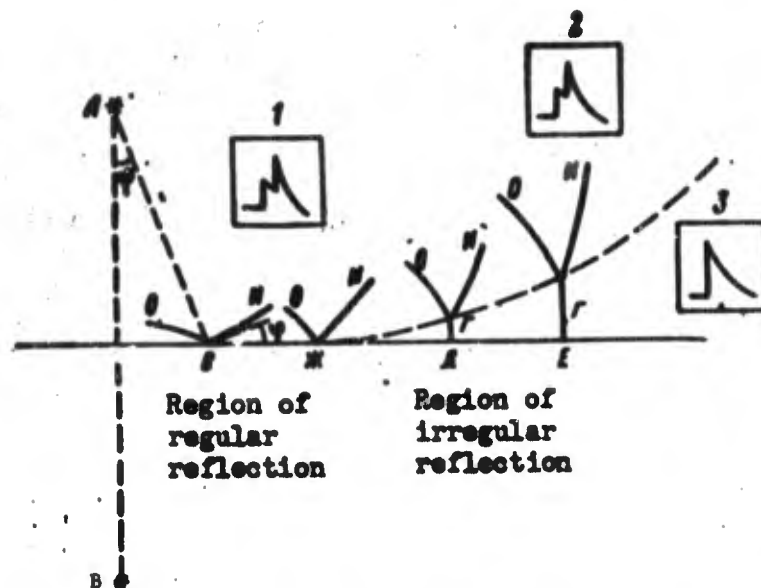 2
A
1
φ
3
О И
О И
О И
О И
φ
Г
Г
В Ж Д Е
Region of
regular
reflection
Region of
irregular
reflection
B